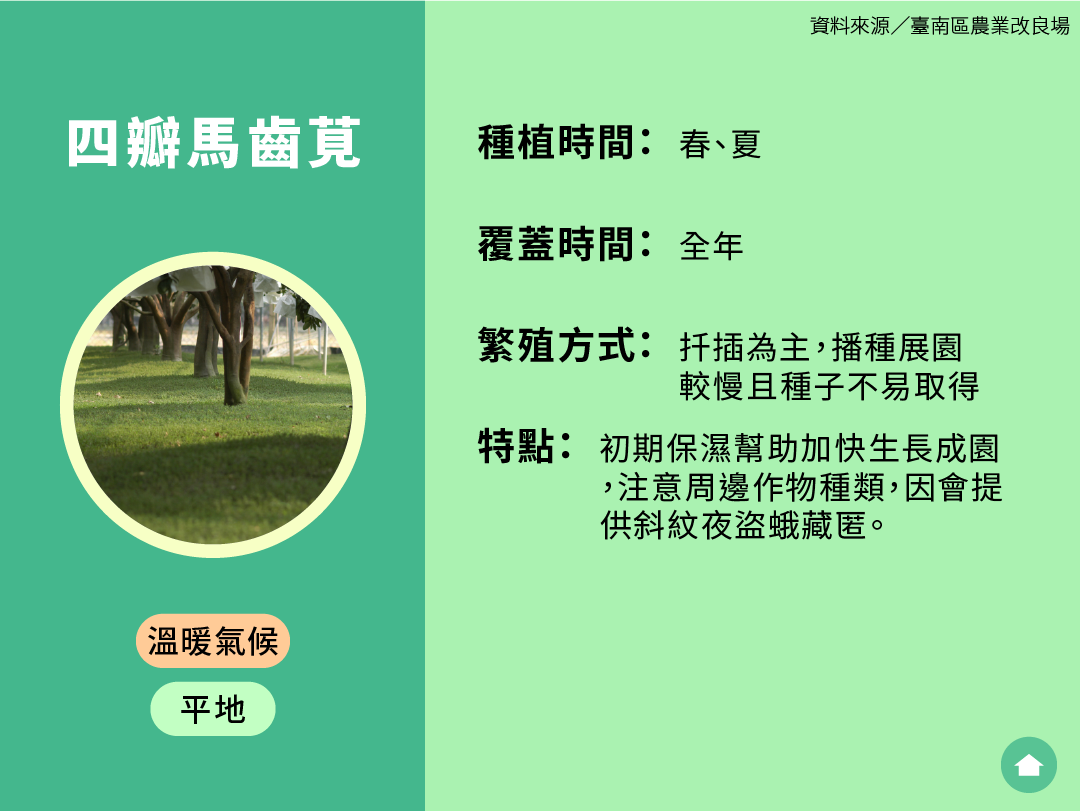 資料來源／臺南區農業改良場
四瓣馬齒莧
種植時間： 春、夏
覆蓋時間： 全年
繁殖方式： 扦插為主，播種展園
較慢且種子不易取得
特點： 初期保濕幫助加快生長成園
，注意周邊作物種類，因會提
供斜紋夜盜蛾藏匿。
溫暖氣候
平地